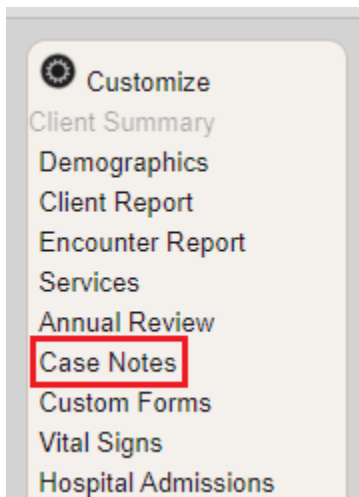 Customize
Client Summary
Demographics
Client Report
Encounter Report
Services
Annual Review
Case Notes
Custom Forms
Vital Signs
Hospital Admissions